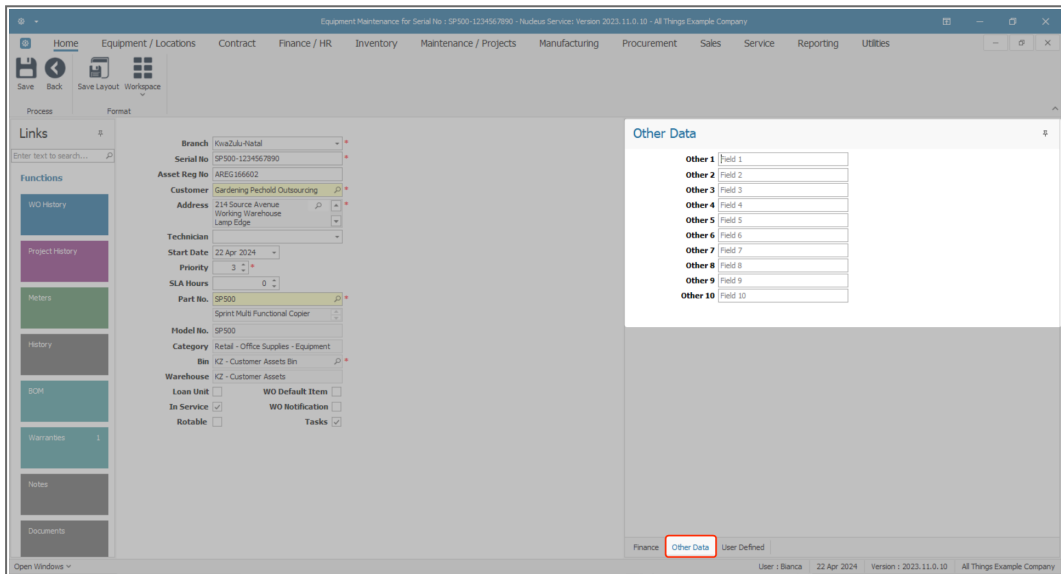 Equipment Maintenance for Serial No : SP500-1234567890 - Nucleus Service: Version 2023.11.0.10 - All Things Example Company
Home Equipment / Locations Contract Finance / HR Inventory Maintenance / Projects Manufacturing Procurement Sales Service Reporting Utilities
Save Back Save Layout Workspace
Process Format
Links
Enter text to search...
Functions
WO History
Project History
Meters
History
BOM
Warranties 1
Notes
Documents
Branch KwaZulu-Natal *
Serial No SP500-1234567890 *
Asset Reg No AREG166602
Customer Gardening Pechold Outsourcing *
Address 214 Source Avenue *
Working Warehouse
Lamp Edge
Technician
Start Date 22 Apr 2024
Priority 3 *
SLA Hours 0
Part No. SP500 *
Sprint Multi Functional Copier
Model No. SP500
Category Retail - Office Supplies - Equipment
Bin KZ - Customer Assets Bin *
Warehouse KZ - Customer Assets
Loan Unit WO Default Item
In Service WO Notification
Rotable Tasks
Other Data
Other 1 Field 1
Other 2 Field 2
Other 3 Field 3
Other 4 Field 4
Other 5 Field 5
Other 6 Field 6
Other 7 Field 7
Other 8 Field 8
Other 9 Field 9
Other 10 Field 10
Finance Other Data User Defined
Open Windows User : Bianca 22 Apr 2024 Version : 2023.11.0.10 All Things Example Company